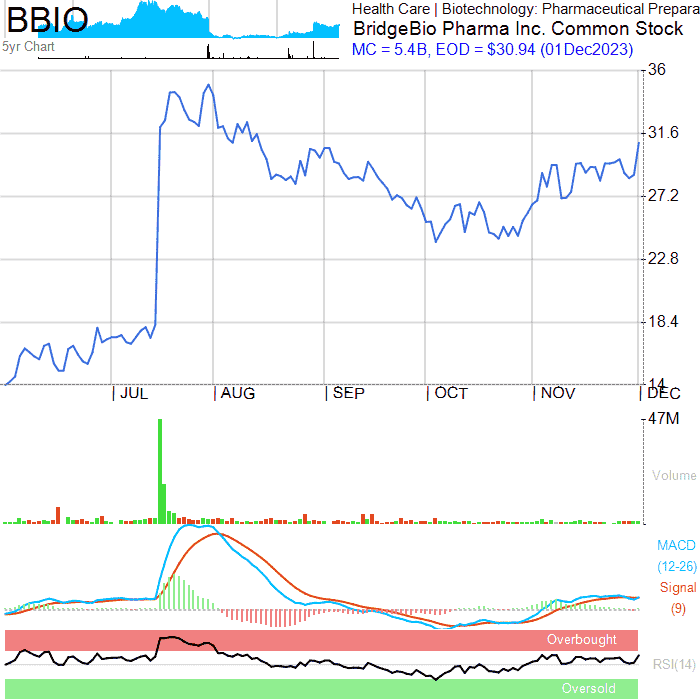 BBIO
Health Care | Biotechnology: Pharmaceutical Prepara
BridgeBio Pharma Inc. Common Stock
5yr Chart
MC = 5.4B, EOD = $30.94 (01Dec2023)
36
31.6
27.2
22.8
18.4
14
JUL
AUG
SEP
OCT
NOV
DEC
47M
Volume
MACD
(12-26)
Signal
(9)
Overbought
RSI(14)
Oversold